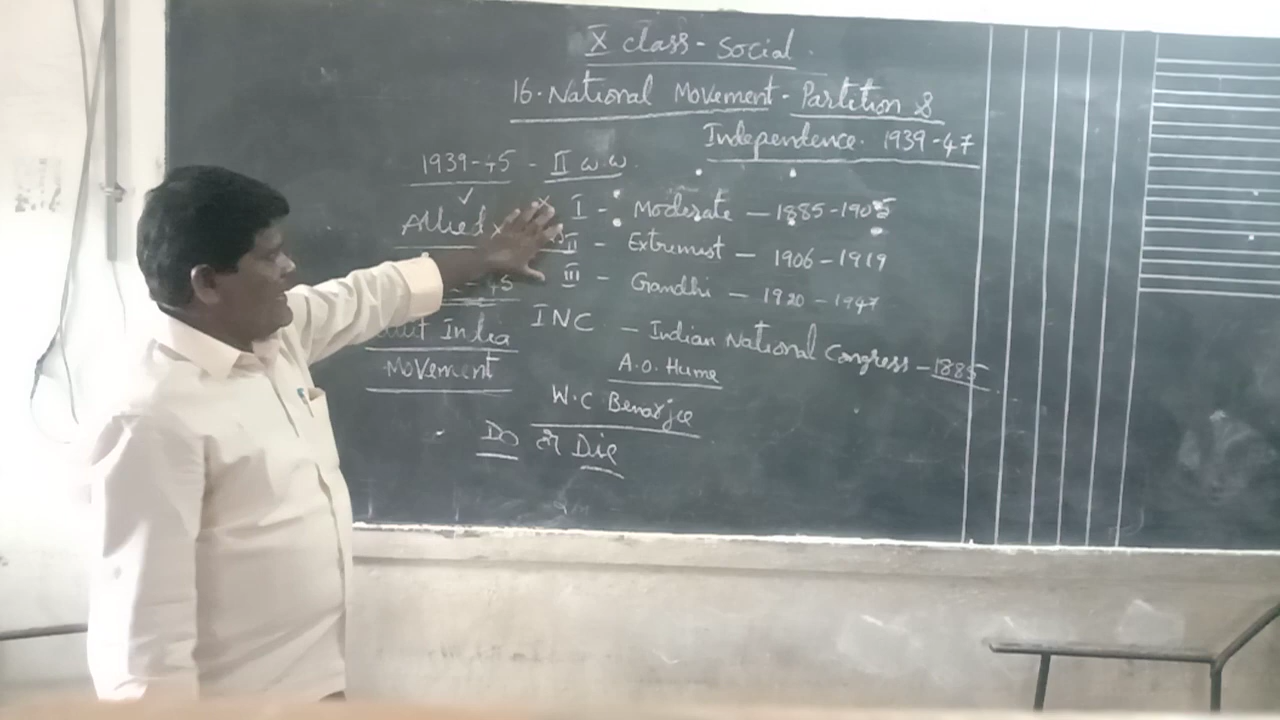 X class - Social.
16. National Movement - Partition &
Independence. 1939-47
1939-45 - II w.w.
Allied x
I - Moderate - 1885-1905
II - Extremist - 1906-1919
III - Gandhi - 1920-1947
45
India
Movement
INC - Indian National Congress - 1885
A.O. Hume
W.C Benarjee
Do or Die